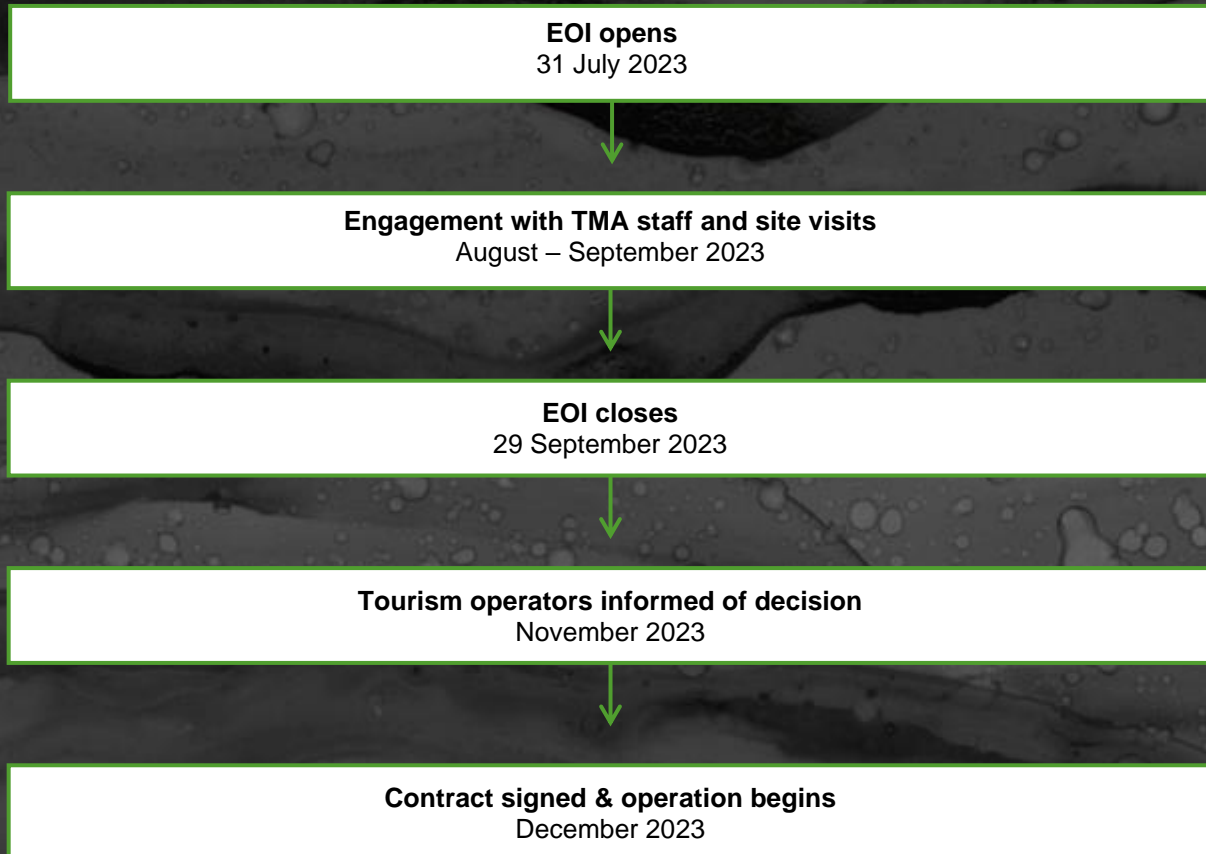 EOI opens
31 July 2023
Engagement with TMA staff and site visits
August – September 2023
EOI closes
29 September 2023
Tourism operators informed of decision
November 2023
Contract signed & operation begins
December 2023